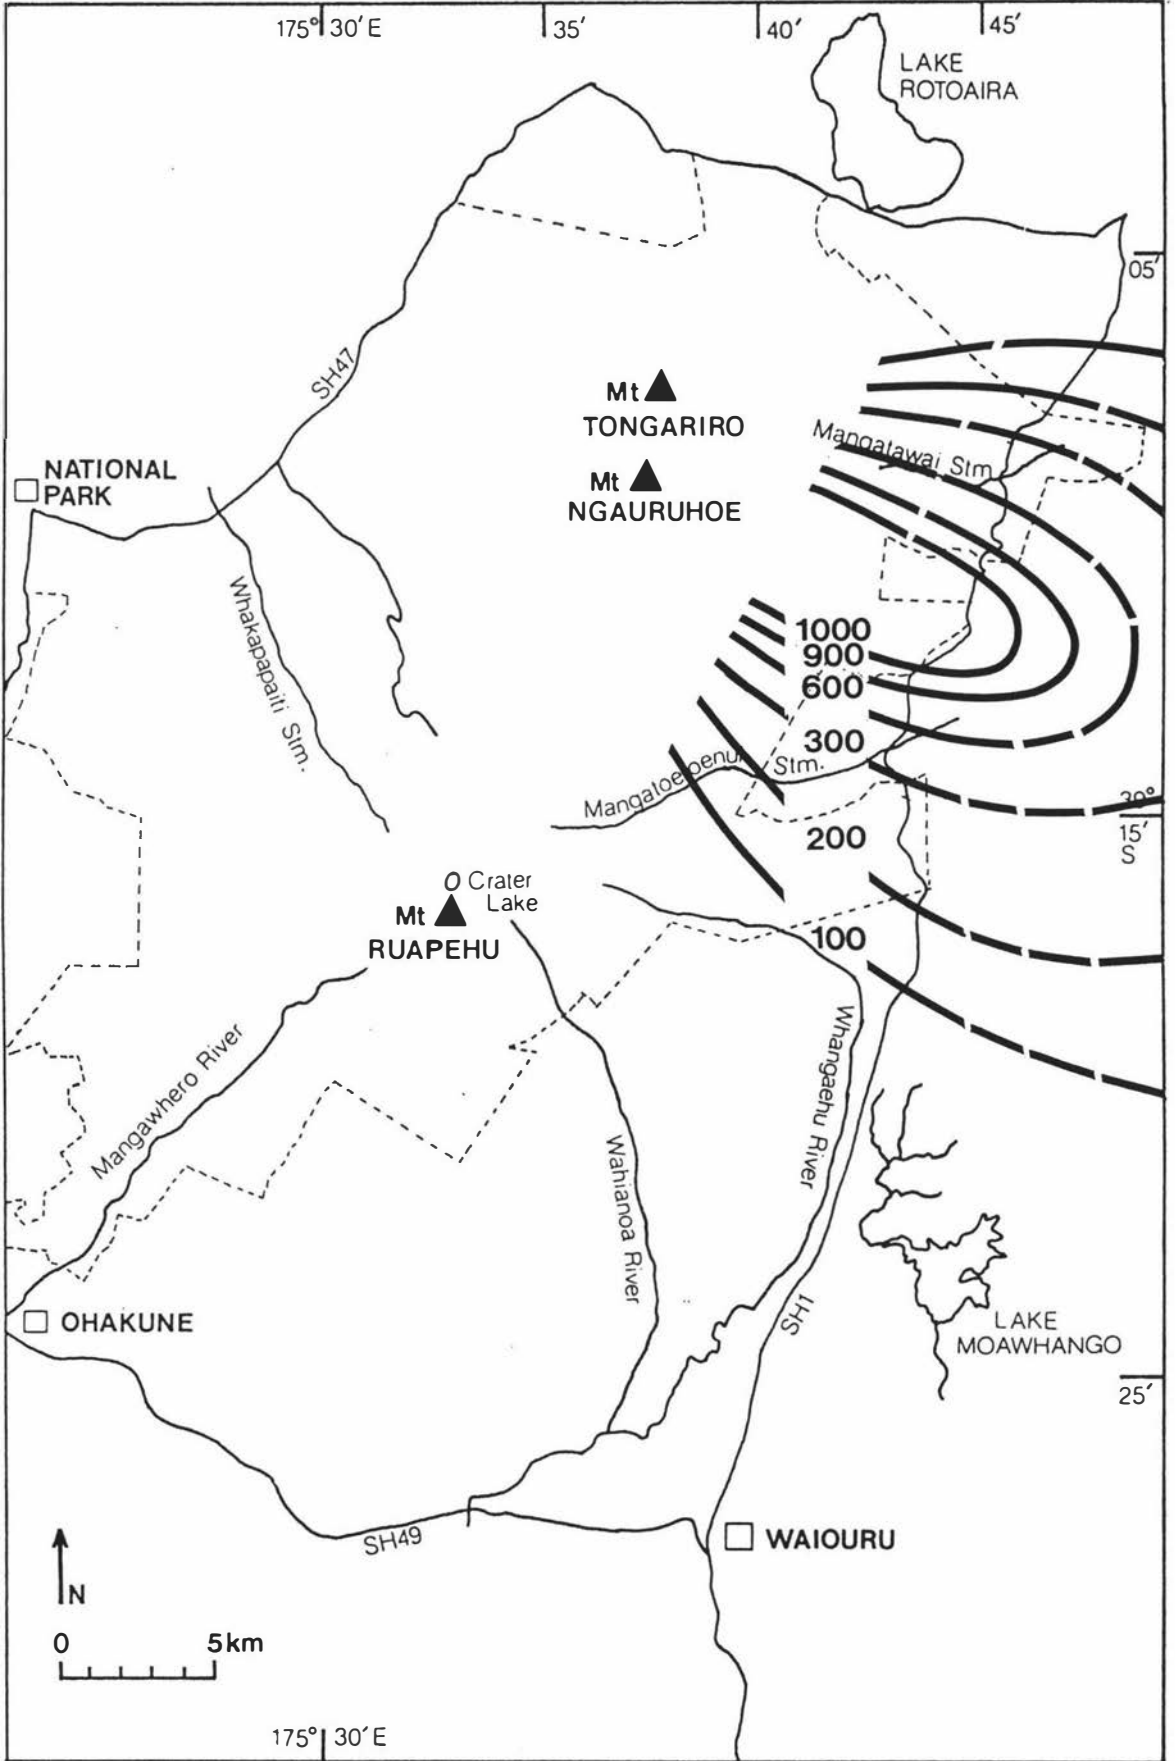 175° 30′ E
35′
40′
45′
LAKE
ROTOAIRA
05′
SH47
Mt
TONGARIRO
Mangatawai Stm.
NATIONAL
PARK
Mt
NGAURUHOE
Whakapapaiti Stm.
1000
900
600
300
Mangatoetoenui Stm.
39°
15′
S
200
Crater
Lake
Mt
RUAPEHU
100
Mangawhero River
Whangaehu River
Wahianoa River
OHAKUNE
SH1
LAKE
MOAWHANGO
25′
SH49
WAIOURU
N
0 5km
175° 30′ E